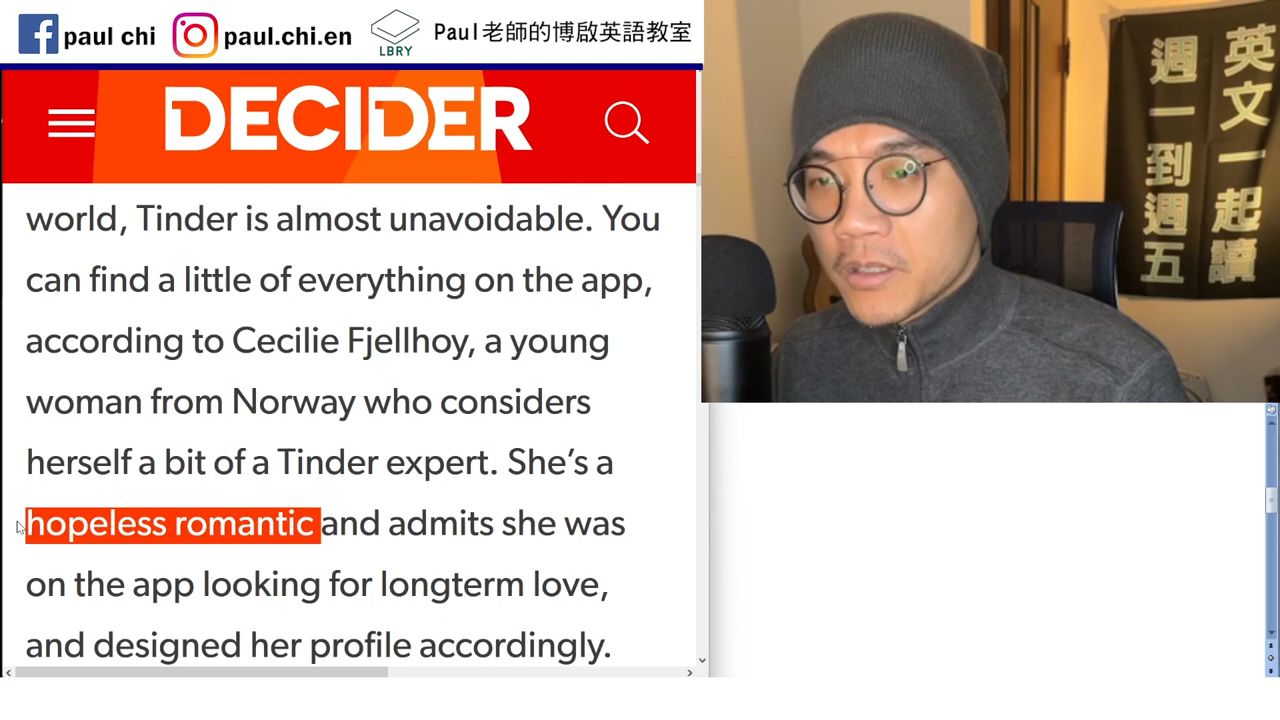 paul chi
paul.chi.en
LBRY
Paul老師的博啟英語教室
DECIDER
world, Tinder is almost unavoidable. You
can find a little of everything on the app,
according to Cecilie Fjellhoy, a young
woman from Norway who considers
herself a bit of a Tinder expert. She’s a
hopeless romantic and admits she was
on the app looking for longterm love,
and designed her profile accordingly.
英文一起讀
週一到週五